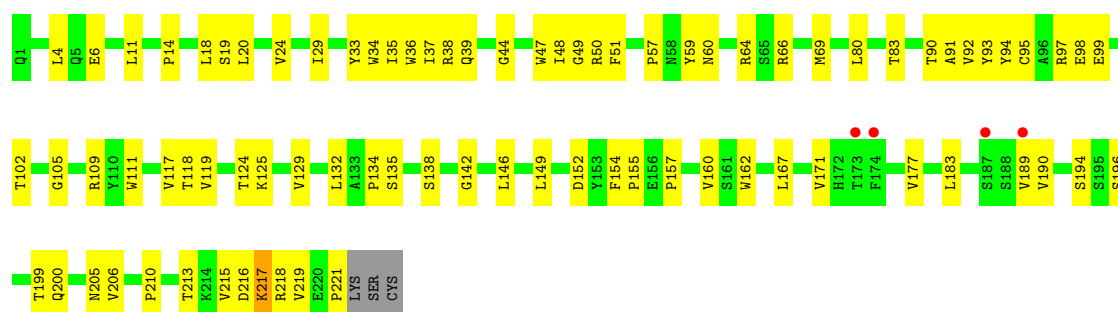 Q1 L4 Q5 E6 L11 P14 L18 S19 L20 V24 I29 Y33 W34 I35 W36 I37 R38 Q39 G44 W47 I48 G49 R50 F51 P57 N58 Y59 N60 R64 S65 R66 M69 L80 T83 T90 A91 V92 Y93 Y94 C95 A96 R97 E98 E99
T102 G105 R109 Y110 W111 V117 T118 V119 T124 K125 V129 L132 A133 P134 S135 S138 G142 L146 L149 D152 Y153 F154 P155 E156 P157 V160 S161 W162 L167 V171 H172 T173 F174 V177 L183 S187 S188 V189 V190 S194 S195 S196
T199 Q200 N205 V206 P210 T213 K214 V215 D216 K217 R218 V219 E220 P221 LYS SER CYS